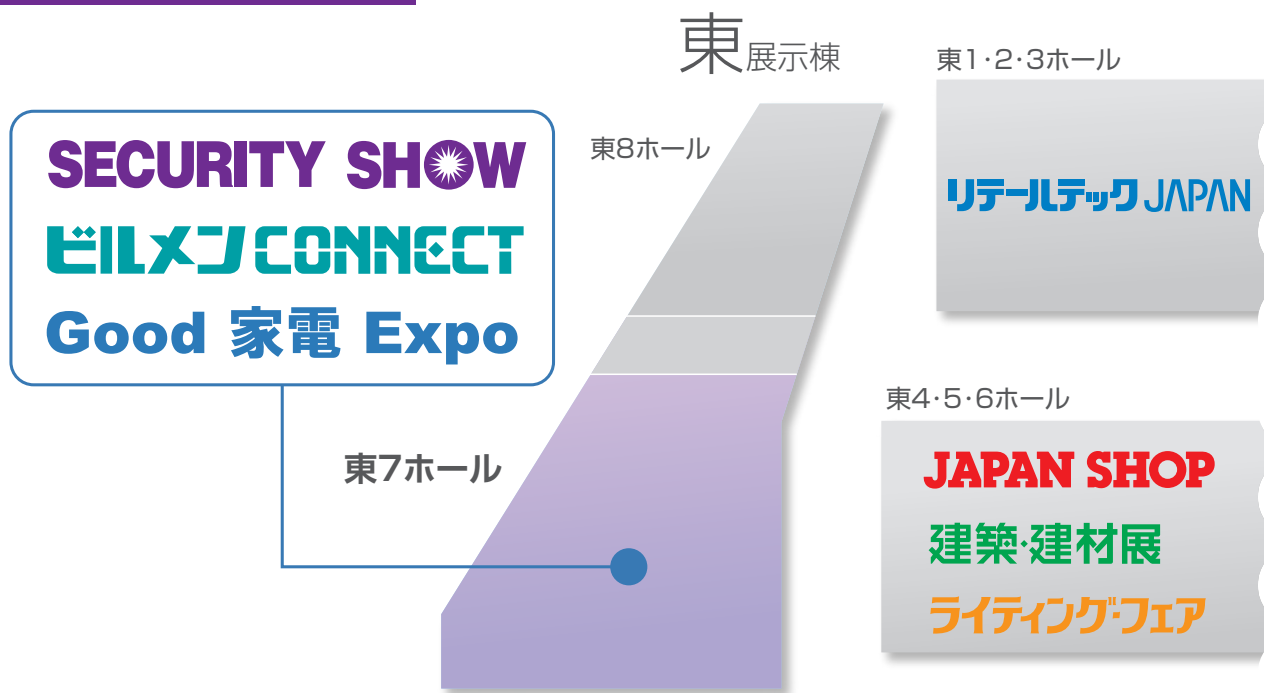 東展示棟
東8ホール
SECURITY SHOW
ビルメンCONNECT
Good 家電 Expo
東7ホール
東1·2·3ホール
リテールテックJAPAN
東4·5·6ホール
JAPAN SHOP
建築·建材展
ライティング·フェア